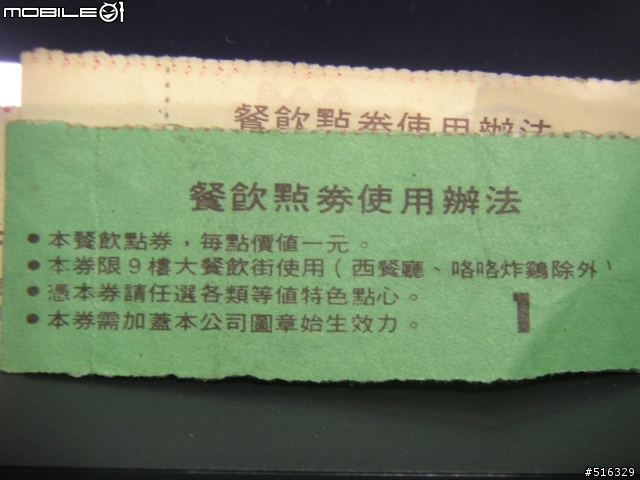 MOBILE01
餐飲點券使用辦法
餐飲點券使用辦法
●本餐飲點券，每點價值一元。
●本券限9樓大餐飲街使用（西餐廳、咯咯炸鷄除外）
●憑本券請任選各類等值特色點心。
1
●本券需加蓋本公司圖章始生效力。
#516329